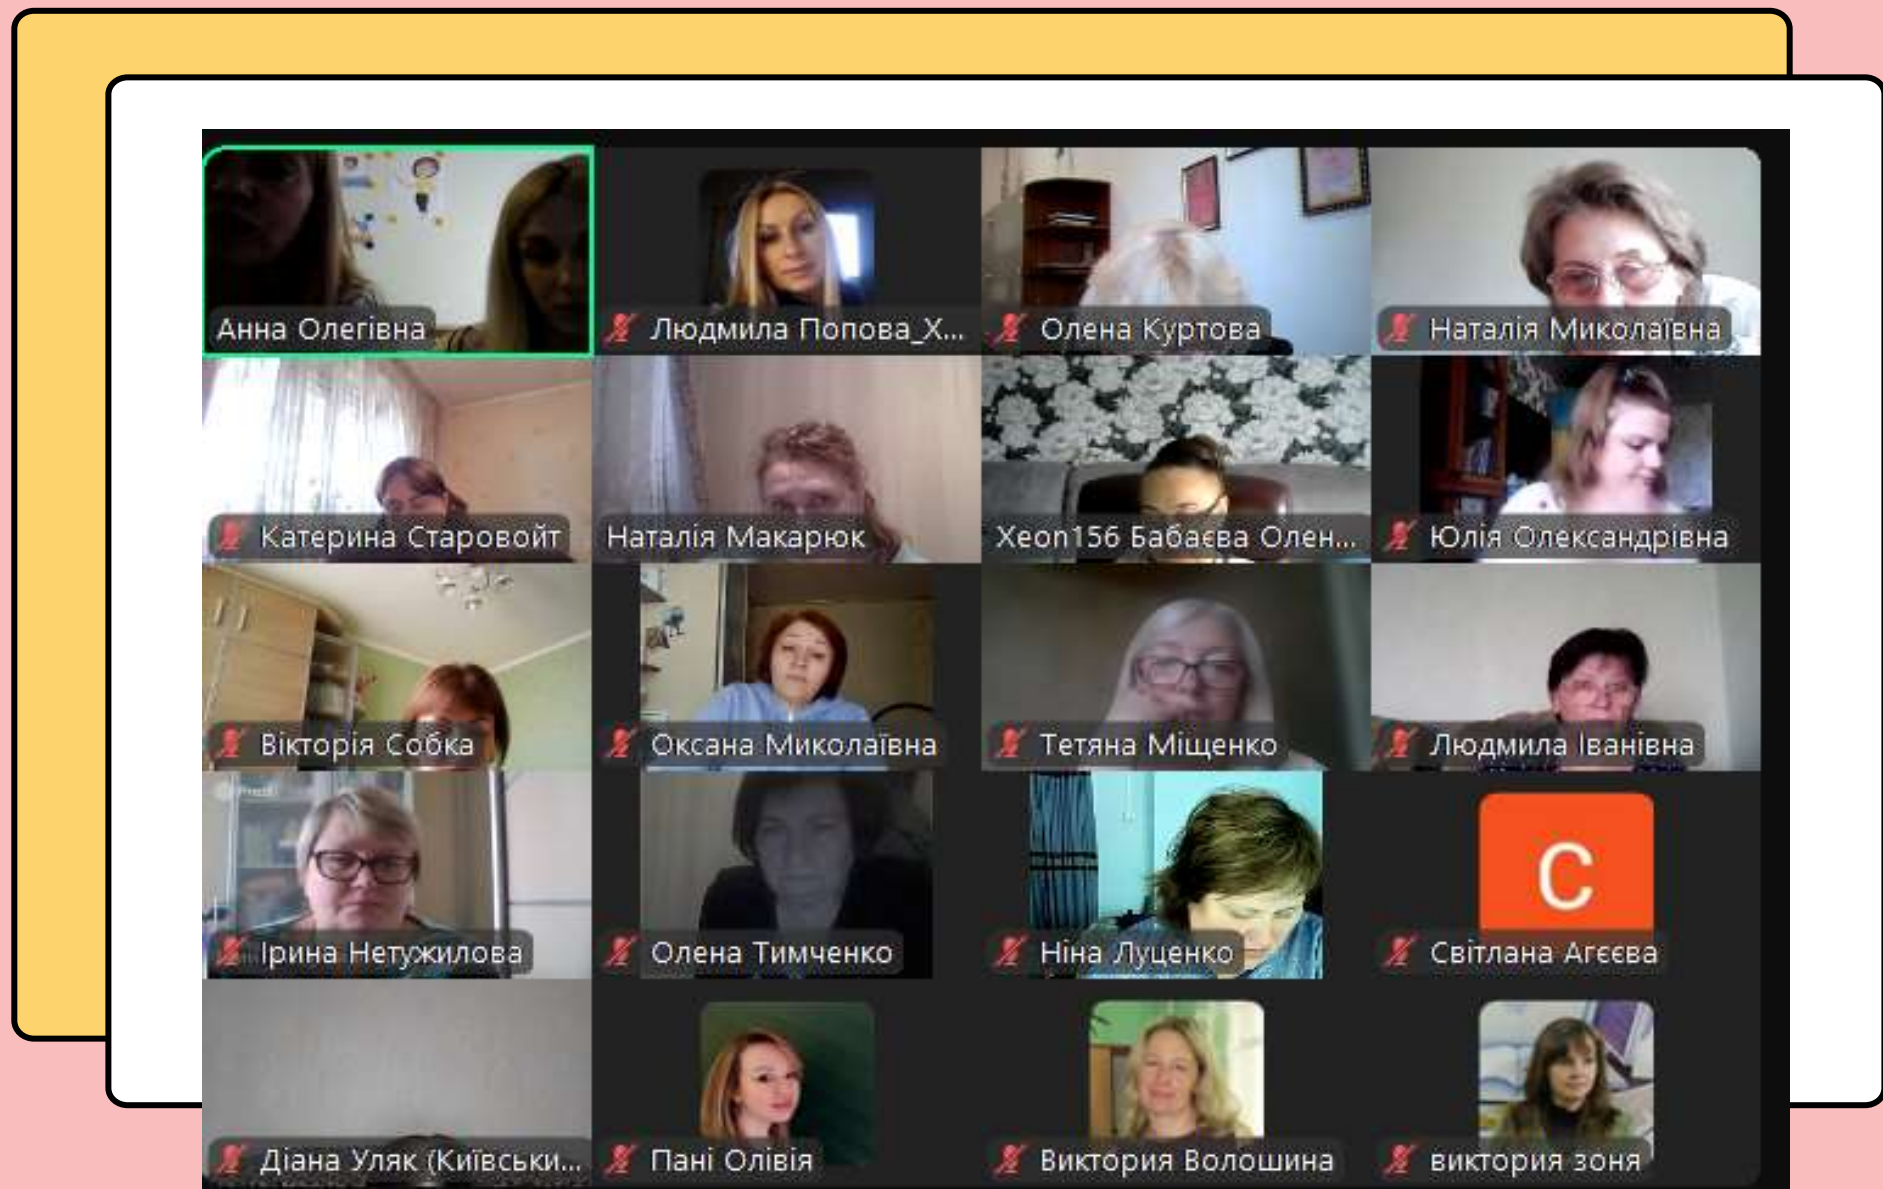 Анна Олегівна
Людмила Попова_Х...
Олена Куртова
Наталія Миколаївна
Катерина Старовойт
Наталія Макарюк
Xeon156 Бабаєва Олен...
Юлія Олександрівна
Вікторія Собка
Оксана Миколаївна
Тетяна Міщенко
Людмила Іванівна
Ірина Нетужилова
Олена Тимченко
Ніна Луценко
С
Світлана Агєєва
Діана Уляк (Київськи...
Пані Олівія
Виктория Волошина
виктория зоня